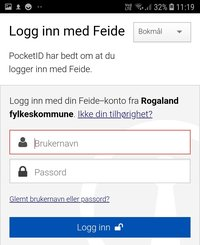 32% 11:19
Logg inn med Feide
Bokmål
PocketID har bedt om at du
logger inn med Feide.
Logg inn med din Feide-konto fra Rogaland
fylkeskommune. Ikke din tilhørighet?
Brukernavn
Passord
Glemt brukernavn eller passord?
Logg inn